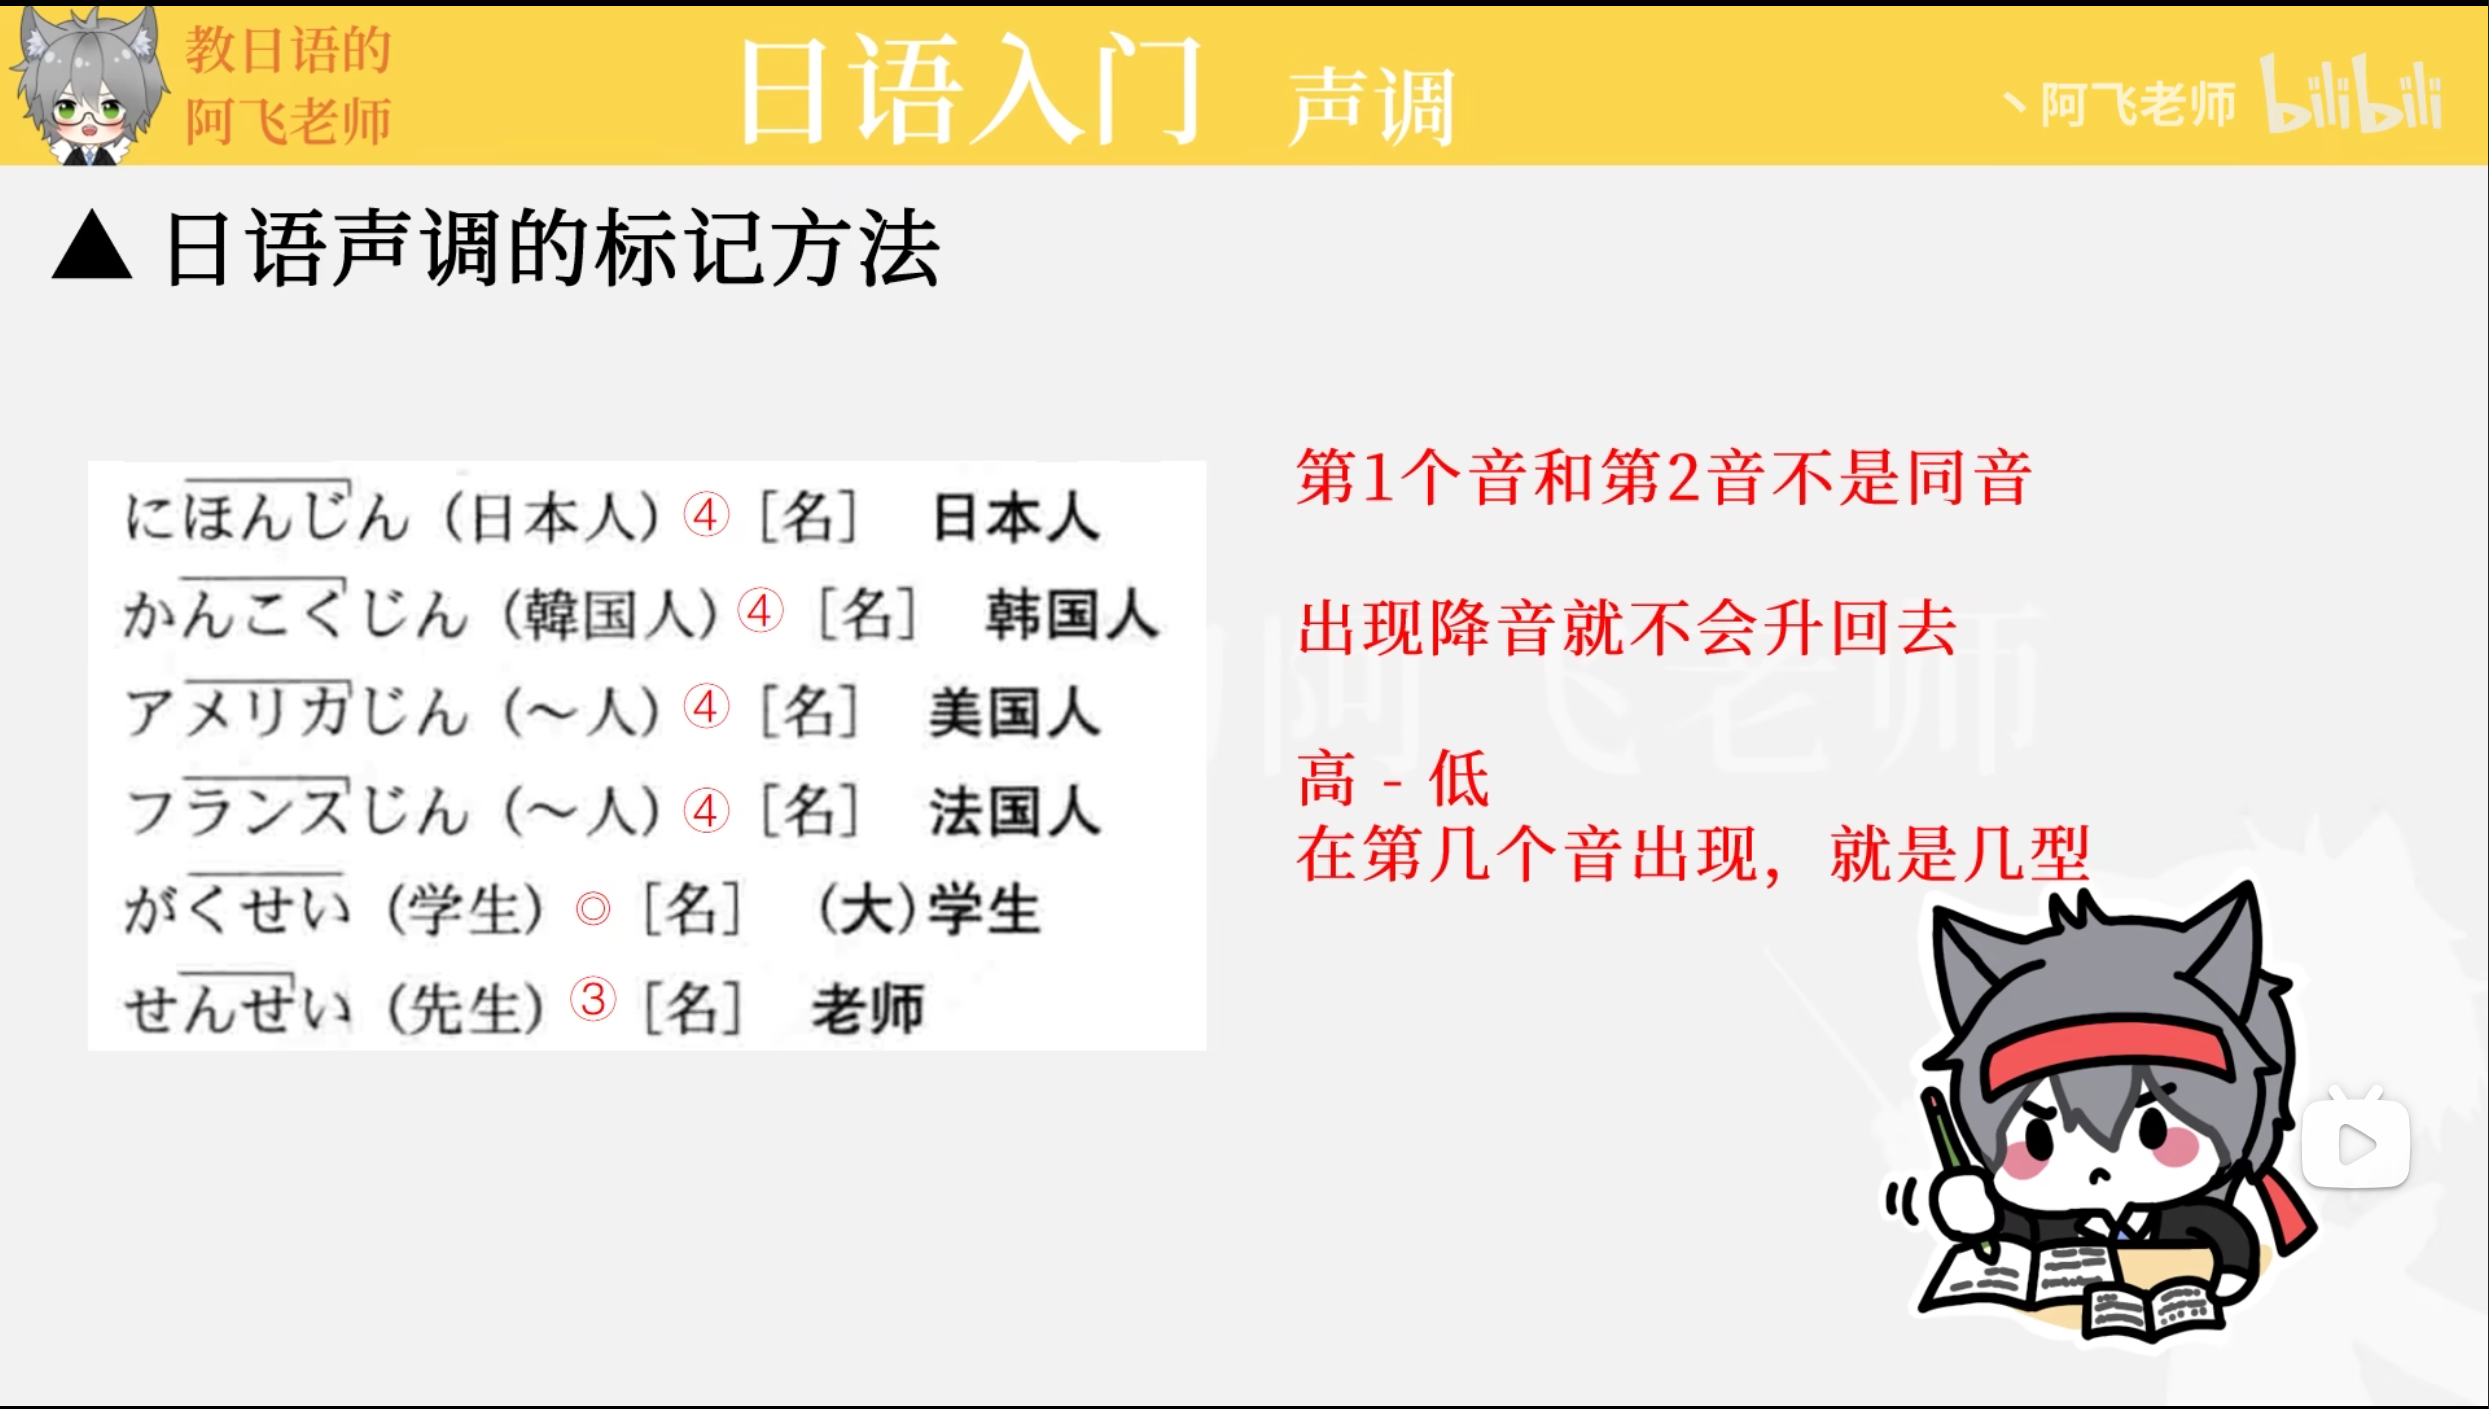 教日语的
阿飞老师
日语入门 声调
丶阿飞老师 bilibili
▲ 日语声调的标记方法
にほんじん（日本人）④［名］ 日本人
かんこくじん（韓国人）④［名］ 韩国人
アメリカじん（～人）④［名］ 美国人
フランスじん（～人）④［名］ 法国人
がくせい（学生）◎［名］ （大）学生
せんせい（先生）③［名］ 老师
第1个音和第2音不是同音
出现降音就不会升回去
高 - 低
在第几个音出现，就是几型
阿飞老师